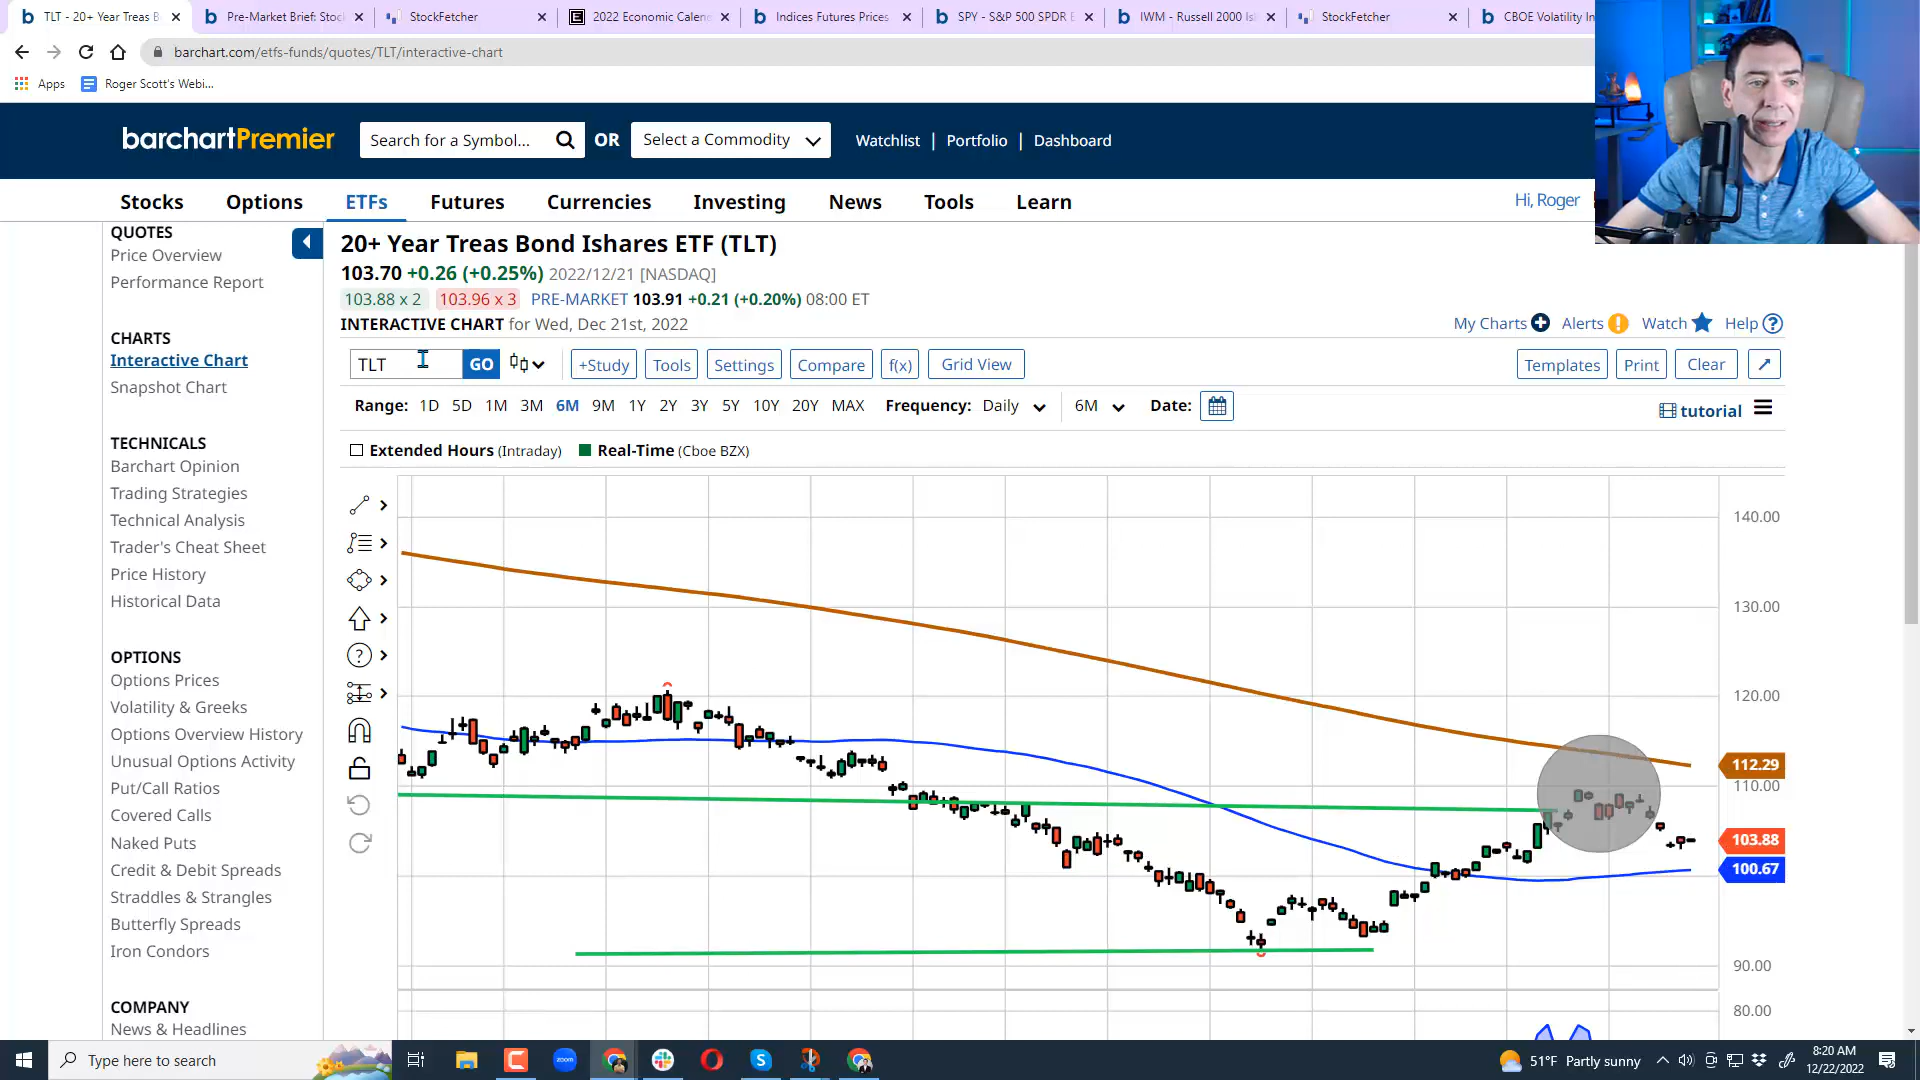 TLT - 20+ Year Treas B
Pre-Market Brief: Stoc
StockFetcher
2022 Economic Calen
Indices Futures Prices
SPY - S&P 500 SPDR E
IWM - Russell 2000 Is
StockFetcher
CBOE Volatility In
barchart.com/etfs-funds/quotes/TLT/interactive-chart
Apps
Roger Scott's Webi...
barchartPremier
Search for a Symbol...
OR
Select a Commodity
Watchlist | Portfolio | Dashboard
Stocks
Options
ETFs
Futures
Currencies
Investing
News
Tools
Learn
Hi, Roger
QUOTES
Price Overview
Performance Report
CHARTS
Interactive Chart
Snapshot Chart
TECHNICALS
Barchart Opinion
Trading Strategies
Technical Analysis
Trader's Cheat Sheet
Price History
Historical Data
OPTIONS
Options Prices
Volatility & Greeks
Options Overview History
Unusual Options Activity
Put/Call Ratios
Covered Calls
Naked Puts
Credit & Debit Spreads
Straddles & Strangles
Butterfly Spreads
Iron Condors
COMPANY
News & Headlines
20+ Year Treas Bond Ishares ETF (TLT)
103.70 +0.26 (+0.25%) 2022/12/21 [NASDAQ]
103.88 x 2 103.96 x 3 PRE-MARKET 103.91 +0.21 (+0.20%) 08:00 ET
INTERACTIVE CHART for Wed, Dec 21st, 2022
My Charts
Alerts
Watch
Help
TLT
GO
+Study
Tools
Settings
Compare
f(x)
Grid View
Templates
Print
Clear
Range: 1D 5D 1M 3M 6M 9M 1Y 2Y 3Y 5Y 10Y 20Y MAX Frequency: Daily 6M Date:
tutorial
Extended Hours (Intraday)
Real-Time (Cboe BZX)
140.00
130.00
120.00
112.29
110.00
103.88
100.67
90.00
80.00
Type here to search
zoom
51°F Partly sunny
8:20 AM
12/22/2022